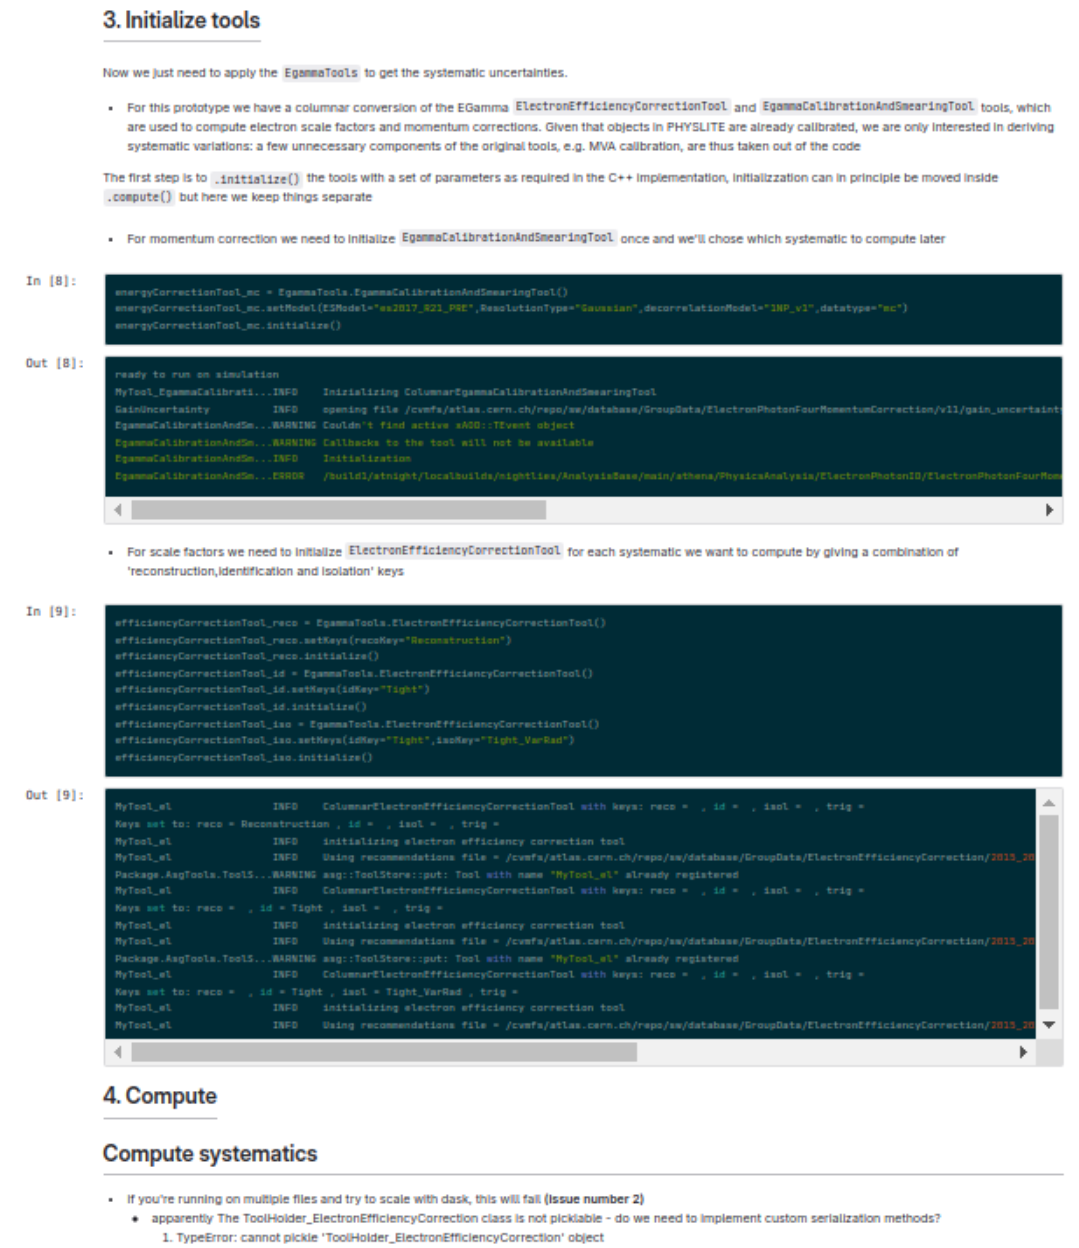 3. Initialize tools
Now we just need to apply the EgammaTools to get the systematic uncertainties.
• For this prototype we have a columnar conversion of the EGamma ElectronEfficiencyCorrectionTool and EgammaCalibrationAndSmearingTool tools, which
are used to compute electron scale factors and momentum corrections. Given that objects in PHYSLITE are already calibrated, we are only interested in deriving
systematic variations: a few unnecessary components of the original tools, e.g. MVA calibration, are thus taken out of the code
The first step is to .initialize() the tools with a set of parameters as required in the C++ implementation, initializzation can in principle be moved inside
.compute() but here we keep things separate
• For momentum correction we need to initialize EgammaCalibrationAndSmearingTool once and we'll chose which systematic to compute later
In [8]:
energyCorrectionTool_mc = EgammaTools.EgammaCalibrationAndSmearingTool()
energyCorrectionTool_mc.setModel(ESModel="es2017_R21_PRE",ResolutionType="Gaussian",decorrelationModel="1NP_v1",datatype="mc")
energyCorrectionTool_mc.initialize()
Out [8]:
ready to run on simulation
MyTool_EgammaCalibrati...INFO Inizializing ColumnarEgammaCalibrationAndSmearingTool
GainUncertainty INFO opening file /cvmfs/atlas.cern.ch/repo/sw/database/GroupData/ElectronPhotonFourMomentumCorrection/v11/gain_uncertaint
EgammaCalibrationAndSm...WARNING Couldn't find active xAOD::TEvent object
EgammaCalibrationAndSm...WARNING Callbacks to the tool will not be available
EgammaCalibrationAndSm...INFO Initialization
EgammaCalibrationAndSm...ERROR /build1/atnight/localbuilds/nightlies/AnalysisBase/main/athena/PhysicsAnalysis/ElectronPhotonID/ElectronPhotonFourMom
• For scale factors we need to initialize ElectronEfficiencyCorrectionTool for each systematic we want to compute by giving a combination of
'reconstruction,identification and isolation' keys
In [9]:
efficiencyCorrectionTool_reco = EgammaTools.ElectronEfficiencyCorrectionTool()
efficiencyCorrectionTool_reco.setKeys(recoKey="Reconstruction")
efficiencyCorrectionTool_reco.initialize()
efficiencyCorrectionTool_id = EgammaTools.ElectronEfficiencyCorrectionTool()
efficiencyCorrectionTool_id.setKeys(idKey="Tight")
efficiencyCorrectionTool_id.initialize()
efficiencyCorrectionTool_iso = EgammaTools.ElectronEfficiencyCorrectionTool()
efficiencyCorrectionTool_iso.setKeys(idKey="Tight",isoKey="Tight_VarRad")
efficiencyCorrectionTool_iso.initialize()
Out [9]:
MyTool_el INFO ColumnarElectronEfficiencyCorrectionTool with keys: reco = , id = , isol = , trig =
Keys set to: reco = Reconstruction , id = , isol = , trig =
MyTool_el INFO initializing electron efficiency correction tool
MyTool_el INFO Using recommendations file = /cvmfs/atlas.cern.ch/repo/sw/database/GroupData/ElectronEfficiencyCorrection/2015_20
Package.AsgTools.ToolS...WARNING asg::ToolStore::put: Tool with name "MyTool_el" already registered
MyTool_el INFO ColumnarElectronEfficiencyCorrectionTool with keys: reco = , id = , isol = , trig =
Keys set to: reco = , id = Tight , isol = , trig =
MyTool_el INFO initializing electron efficiency correction tool
MyTool_el INFO Using recommendations file = /cvmfs/atlas.cern.ch/repo/sw/database/GroupData/ElectronEfficiencyCorrection/2015_20
Package.AsgTools.ToolS...WARNING asg::ToolStore::put: Tool with name "MyTool_el" already registered
MyTool_el INFO ColumnarElectronEfficiencyCorrectionTool with keys: reco = , id = , isol = , trig =
Keys set to: reco = , id = Tight , isol = Tight_VarRad , trig =
MyTool_el INFO initializing electron efficiency correction tool
MyTool_el INFO Using recommendations file = /cvmfs/atlas.cern.ch/repo/sw/database/GroupData/ElectronEfficiencyCorrection/2015_20
4. Compute
Compute systematics
• If you're running on multiple files and try to scale with dask, this will fail (issue number 2)
• apparently The ToolHolder_ElectronEfficiencyCorrection class is not picklable - do we need to implement custom serialization methods?
1. TypeError: cannot pickle 'ToolHolder_ElectronEfficiencyCorrection' object